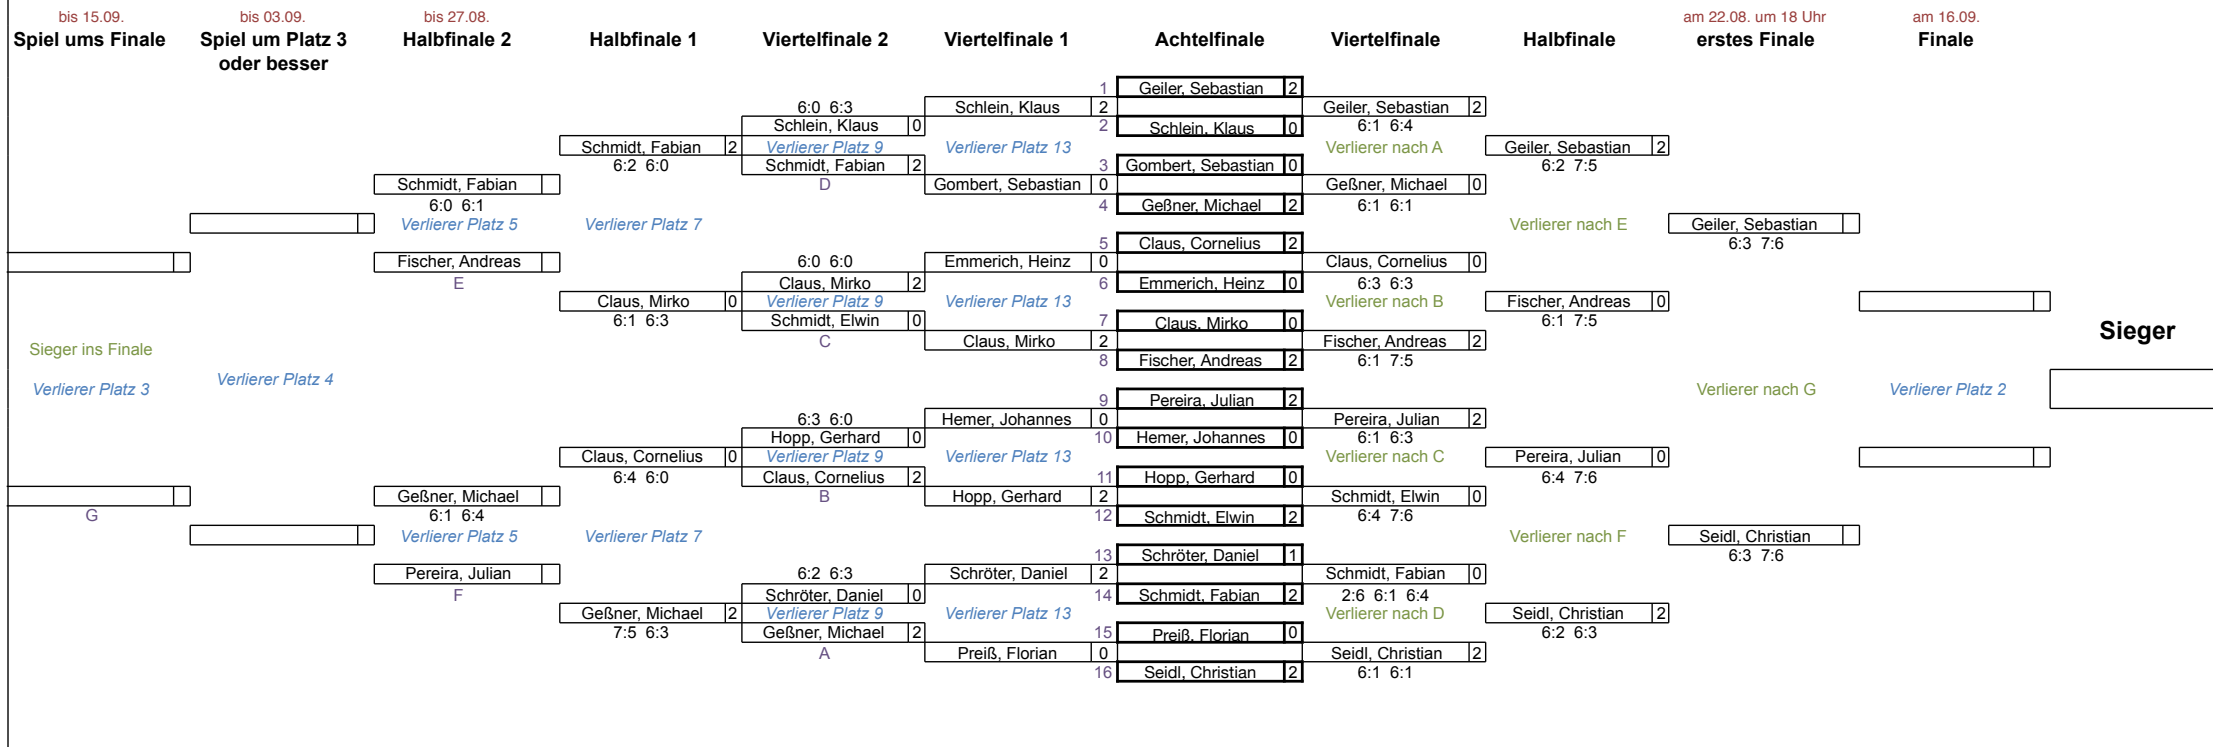 bis 15.09. bis 03.09. bis 27.08. am 22.08. um 18 Uhr am 16.09.
Spiel ums Finale Spiel um Platz 3 Halbfinale 2 Halbfinale 1 Viertelfinale 2 Viertelfinale 1 Achtelfinale Viertelfinale Halbfinale erstes Finale Finale
oder besser
1 Geiler, Sebastian 2
6:0 6:3 Schlein, Klaus 2 Geiler, Sebastian 2
Schlein, Klaus 0 2 Schlein, Klaus 0 6:1 6:4
Schmidt, Fabian 2 Verlierer Platz 9 Verlierer Platz 13 Verlierer nach A Geiler, Sebastian 2
6:2 6:0 Schmidt, Fabian 2 3 Gombert, Sebastian 0 6:2 7:5
Schmidt, Fabian D Gombert, Sebastian 0 Geßner, Michael 0
6:0 6:1 4 Geßner, Michael 2 6:1 6:1
Verlierer Platz 5 Verlierer Platz 7 Verlierer nach E Geiler, Sebastian
5 Claus, Cornelius 2 6:3 7:6
Fischer, Andreas 6:0 6:0 Emmerich, Heinz 0 Claus, Cornelius 0
E Claus, Mirko 2 6 Emmerich, Heinz 0 6:3 6:3
Claus, Mirko 0 Verlierer Platz 9 Verlierer Platz 13 Verlierer nach B Fischer, Andreas 0
6:1 6:3 Schmidt, Elwin 0 7 Claus, Mirko 0 6:1 7:5
Sieger
C Claus, Mirko 2 Fischer, Andreas 2
Sieger ins Finale 8 Fischer, Andreas 2 6:1 7:5
Verlierer Platz 4
Verlierer Platz 3 Verlierer nach G Verlierer Platz 2
9 Pereira, Julian 2
6:3 6:0 Hemer, Johannes 0 Pereira, Julian 2
Hopp, Gerhard 0 10 Hemer, Johannes 0 6:1 6:3
Claus, Cornelius 0 Verlierer Platz 9 Verlierer Platz 13 Verlierer nach C Pereira, Julian 0
6:4 6:0 Claus, Cornelius 2 11 Hopp, Gerhard 0 6:4 7:6
Geßner, Michael B Hopp, Gerhard 2 Schmidt, Elwin 0
G 6:1 6:4 12 Schmidt, Elwin 2 6:4 7:6
Verlierer Platz 5 Verlierer Platz 7 Verlierer nach F Seidl, Christian
13 Schröter, Daniel 1 6:3 7:6
Pereira, Julian 6:2 6:3 Schröter, Daniel 2 Schmidt, Fabian 0
F Schröter, Daniel 0 14 Schmidt, Fabian 2 2:6 6:1 6:4
Geßner, Michael 2 Verlierer Platz 9 Verlierer Platz 13 Verlierer nach D Seidl, Christian 2
7:5 6:3 Geßner, Michael 2 15 Preiß, Florian 0 6:2 6:3
A Preiß, Florian 0 Seidl, Christian 2
16 Seidl, Christian 2 6:1 6:1